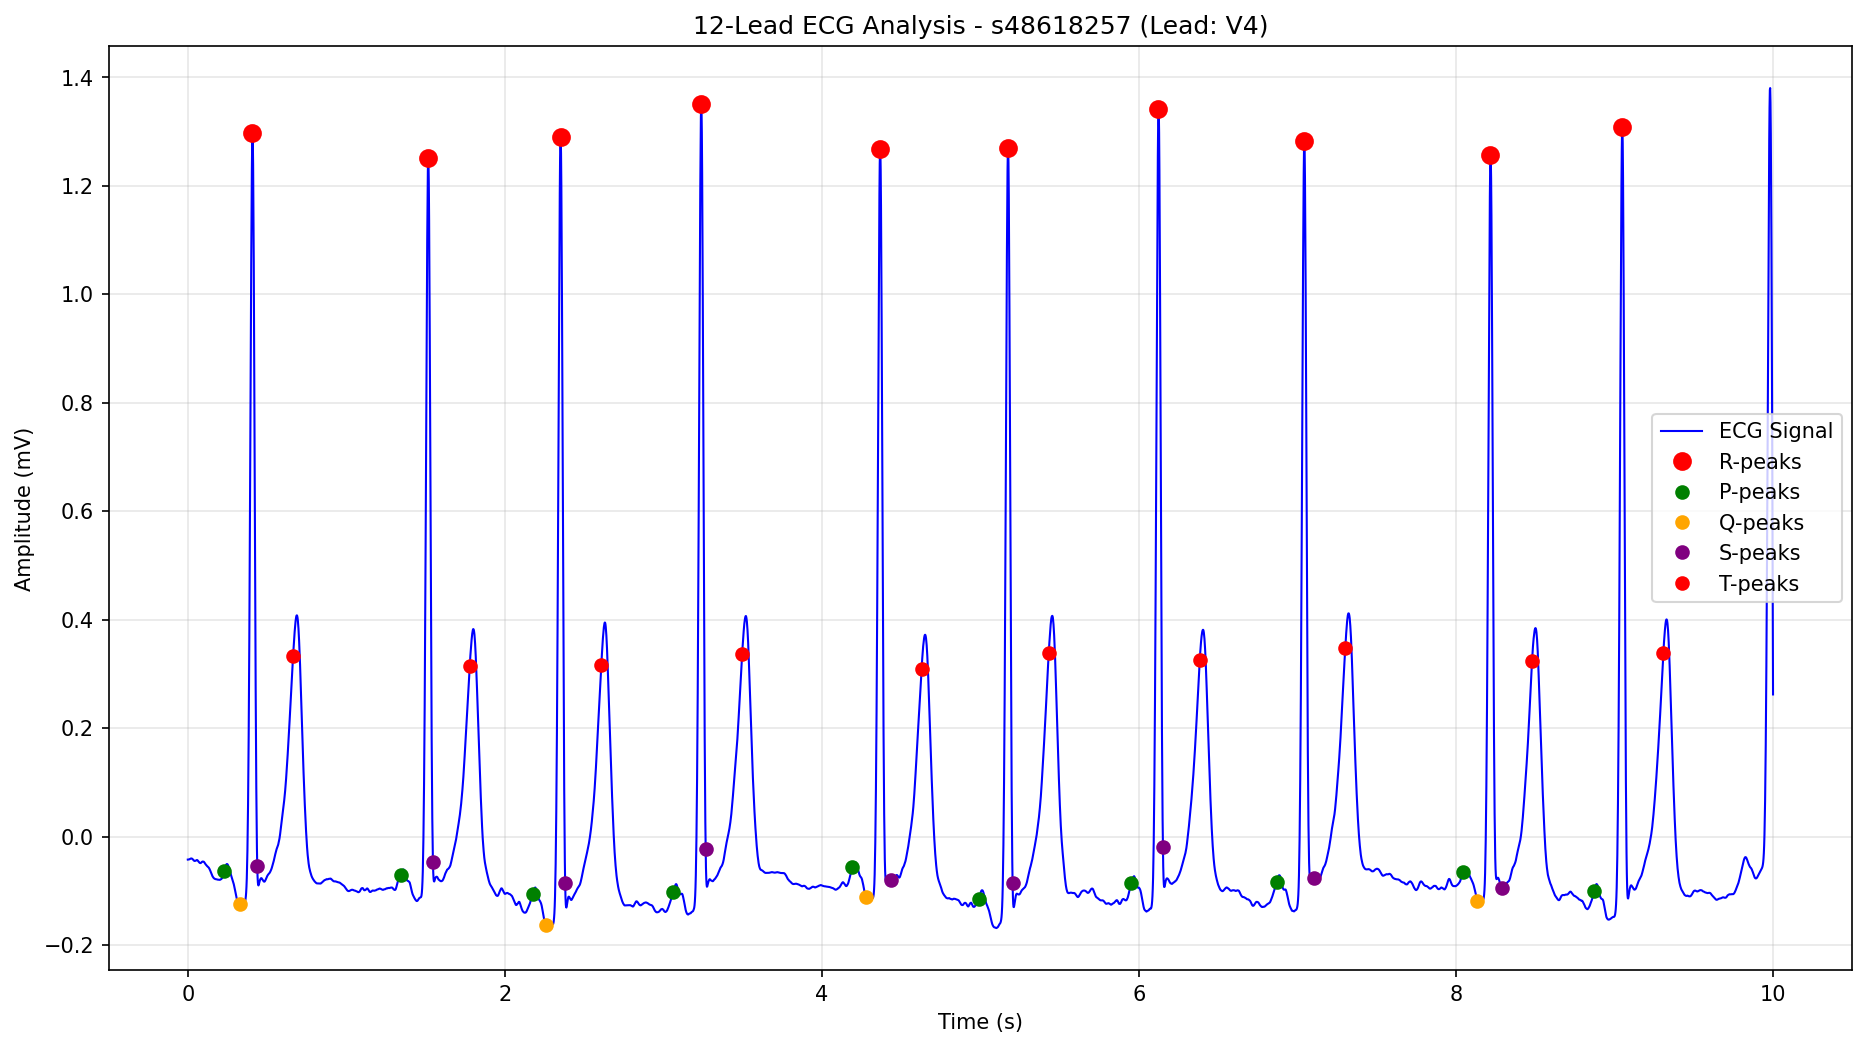 12-Lead ECG Analysis - s48618257 (Lead: V4)
1.4
1.2
1.0
0.8
0.6
0.4
0.2
0.0
−0.2
Amplitude (mV)
ECG Signal
R-peaks
P-peaks
Q-peaks
S-peaks
T-peaks
0 2 4 6 8 10
Time (s)